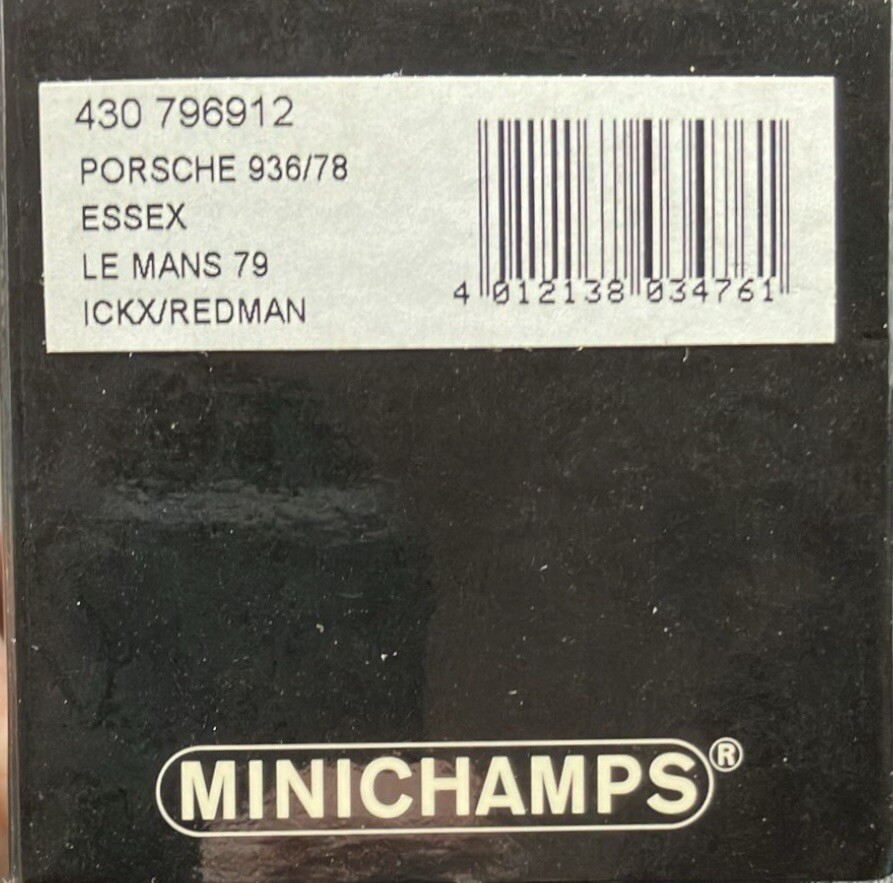 430 796912
PORSCHE 936/78
ESSEX
LE MANS 79
ICKX/REDMAN
4 012138 034761
MINICHAMPS®